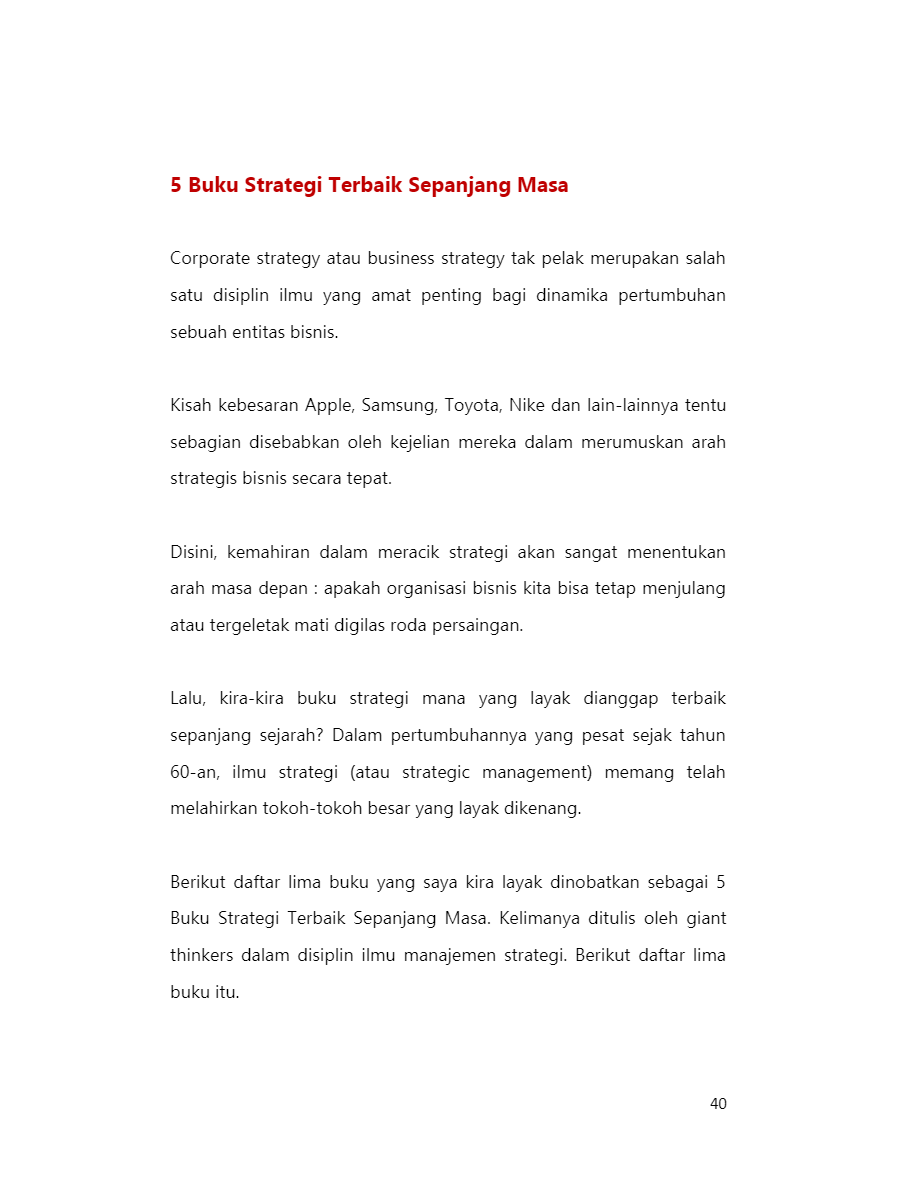 5 Buku Strategi Terbaik Sepanjang Masa
Corporate strategy atau business strategy tak pelak merupakan salah
satu disiplin ilmu yang amat penting bagi dinamika pertumbuhan
sebuah entitas bisnis.
Kisah kebesaran Apple, Samsung, Toyota, Nike dan lain-lainnya tentu
sebagian disebabkan oleh kejelian mereka dalam merumuskan arah
strategis bisnis secara tepat.
Disini, kemahiran dalam meracik strategi akan sangat menentukan
arah masa depan : apakah organisasi bisnis kita bisa tetap menjulang
atau tergeletak mati digilas roda persaingan.
Lalu, kira-kira buku strategi mana yang layak dianggap terbaik
sepanjang sejarah? Dalam pertumbuhannya yang pesat sejak tahun
60-an, ilmu strategi (atau strategic management) memang telah
melahirkan tokoh-tokoh besar yang layak dikenang.
Berikut daftar lima buku yang saya kira layak dinobatkan sebagai 5
Buku Strategi Terbaik Sepanjang Masa. Kelimanya ditulis oleh giant
thinkers dalam disiplin ilmu manajemen strategi. Berikut daftar lima
buku itu.
40